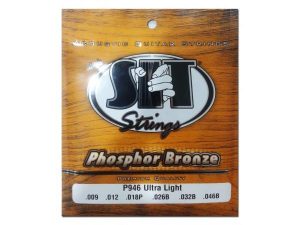 ACOUSTIC GUITAR STRINGS
SIT
Strings
Phosphor Bronze
PREMIUM QUALITY
P946 Ultra Light
.009 .012 .018P .026B .032B .046B